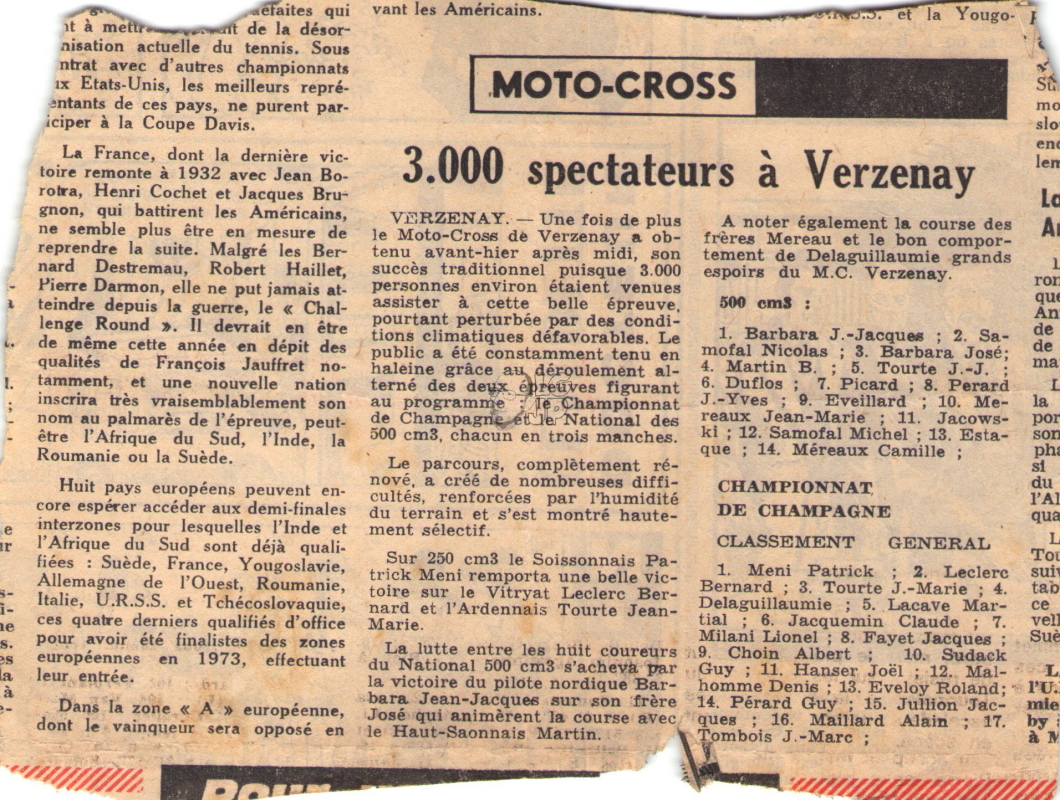 défaites qui
à de la désor-
nisation actuelle du tennis. Sous
ntrat avec d'autres championnats
ux Etats-Unis, les meilleurs repré-
entants de ces pays, ne purent par-
iciper à la Coupe Davis.
La France, dont la dernière vic-
toire remonte à 1932 avec Jean Bo-
rotra, Henri Cochet et Jacques Bru-
gnon, qui battirent les Américains,
ne semble plus être en mesure de
reprendre la suite. Malgré les Ber-
nard Destremau, Robert Haillet,
Pierre Darmon, elle ne put jamais at-
teindre depuis la guerre, le « Chal-
lenge Round ». Il devrait en être
de même cette année en dépit des
qualités de François Jauffret no-
tamment, et une nouvelle nation
inscrira très vraisemblablement son
nom au palmarès de l'épreuve, peut-
être l'Afrique du Sud, l'Inde, la
Roumanie ou la Suède.
Huit pays européens peuvent en-
core espérer accéder aux demi-finales
interzones pour lesquelles l'Inde et
l'Afrique du Sud sont déjà quali-
fiées : Suède, France, Yougoslavie,
Allemagne de l'Ouest, Roumanie,
Italie, U.R.S.S. et Tchécoslovaquie,
ces quatre derniers qualifiés d'office
pour avoir été finalistes des zones
européennes en 1973, effectuant
leur entrée.
Dans la zone « A » européenne,
dont le vainqueur sera opposé en
vant les Américains.
et la Yougo-
MOTO-CROSS
3.000 spectateurs à Verzenay
VERZENAY. — Une fois de plus
le Moto-Cross de Verzenay a ob-
tenu avant-hier après midi, son
succès traditionnel puisque 3.000
personnes environ étaient venues
assister à cette belle épreuve,
pourtant perturbée par des condi-
tions climatiques défavorables. Le
public a été constamment tenu en
haleine grâce au déroulement al-
terné des deux épreuves figurant
au programme le Championnat
de Champagne et le National des
500 cm3, chacun en trois manches.
Le parcours, complètement ré-
nové, a créé de nombreuses diffi-
cultés, renforcées par l'humidité
du terrain et s'est montré haute-
ment sélectif.
Sur 250 cm3 le Soissonnais Pa-
trick Meni remporta une belle vic-
toire sur le Vitryat Leclerc Ber-
nard et l'Ardennais Tourte Jean-
Marie.
La lutte entre les huit coureurs
du National 500 cm3 s'acheva par
la victoire du pilote nordique Bar-
bara Jean-Jacques sur son frère
José qui animèrent la course avec
le Haut-Saonnais Martin.
A noter également la course des
frères Mereau et le bon compor-
tement de Delaguillaumie grands
espoirs du M.C. Verzenay.
500 cm3 :
1. Barbara J.-Jacques ; 2. Sa-
mofal Nicolas ; 3. Barbara José;
4. Martin B. ; 5. Tourte J.-J. ;
6. Duflos ; 7. Picard ; 8. Perard
J.-Yves ; 9. Eveillard ; 10. Me-
reaux Jean-Marie ; 11. Jacows-
ki ; 12. Samofal Michel ; 13. Esta-
que ; 14. Méreaux Camille ;
CHAMPIONNAT
DE CHAMPAGNE
CLASSEMENT GENERAL
1. Meni Patrick ; 2. Leclerc
Bernard ; 3. Tourte J.-Marie ; 4.
Delaguillaumie ; 5. Lacave Mar-
tial ; 6. Jacquemin Claude ; 7.
Milani Lionel ; 8. Fayet Jacques ;
9. Choin Albert ; 10. Sudack
Guy ; 11. Hanser Joël ; 12. Mal-
homme Denis ; 13. Eveloy Roland;
14. Pérard Guy ; 15. Jullion Jac-
ques ; 16. Maillard Alain ; 17.
Tombois J.-Marc ;